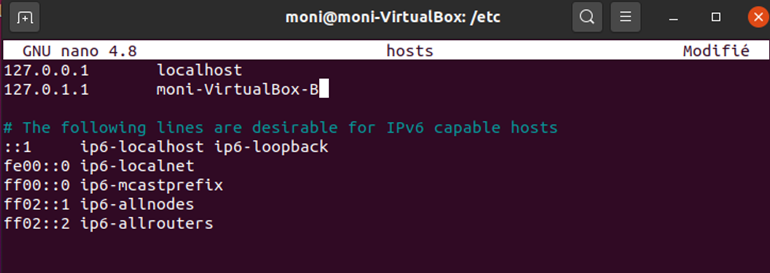 moni@moni-VirtualBox: /etc
GNU nano 4.8 hosts Modifié
127.0.0.1 localhost
127.0.1.1 moni-VirtualBox-B
# The following lines are desirable for IPv6 capable hosts
::1 ip6-localhost ip6-loopback
fe00::0 ip6-localnet
ff00::0 ip6-mcastprefix
ff02::1 ip6-allnodes
ff02::2 ip6-allrouters